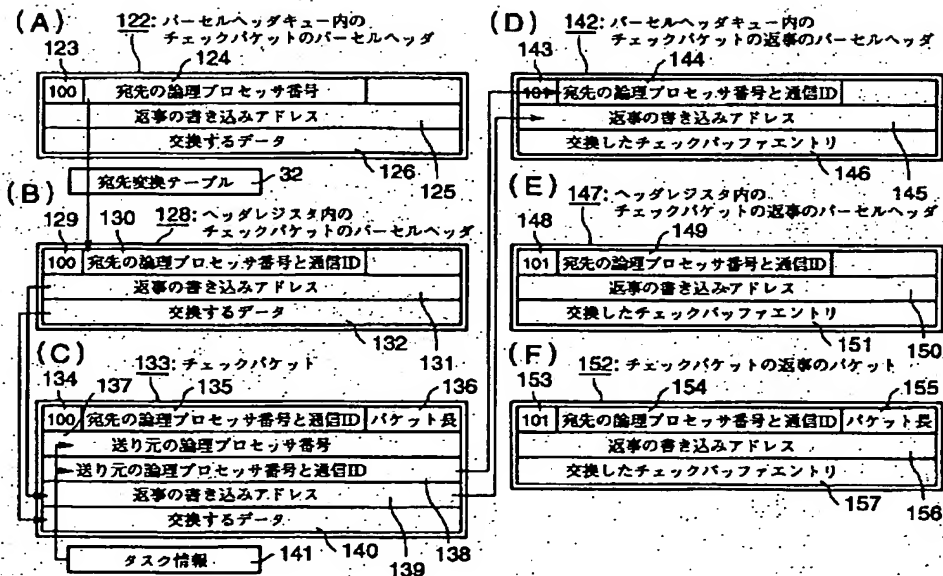 (A)
122: パーセルヘッダキュー内の
チェックパケットのパーセルヘッダ
123
124
100
宛先の論理プロセッサ番号
返事の書き込みアドレス
交換するデータ
125
126
宛先変換テーブル
32
(B)
128: ヘッダレジスタ内の
チェックパケットのパーセルヘッダ
129
130
100
宛先の論理プロセッサ番号と通信ID
返事の書き込みアドレス
交換するデータ
131
132
(C)
133: チェックパケット
134
137
135
136
100
宛先の論理プロセッサ番号と通信ID
パケット長
送り元の論理プロセッサ番号
送り元の論理プロセッサ番号と通信ID
返事の書き込みアドレス
交換するデータ
138
139
140
タスク情報
141
(D)
142: パーセルヘッダキュー内の
チェックパケットの返事のパーセルヘッダ
143
144
101
宛先の論理プロセッサ番号と通信ID
返事の書き込みアドレス
交換したチェックバッファエントリ
145
146
(E)
147: ヘッダレジスタ内の
チェックパケットの返事のパーセルヘッダ
148
149
101
宛先の論理プロセッサ番号と通信ID
返事の書き込みアドレス
交換したチェックバッファエントリ
150
151
(F)
152: チェックパケットの返事のパケット
153
154
155
101
宛先の論理プロセッサ番号と通信ID
パケット長
返事の書き込みアドレス
交換したチェックバッファエントリ
156
157